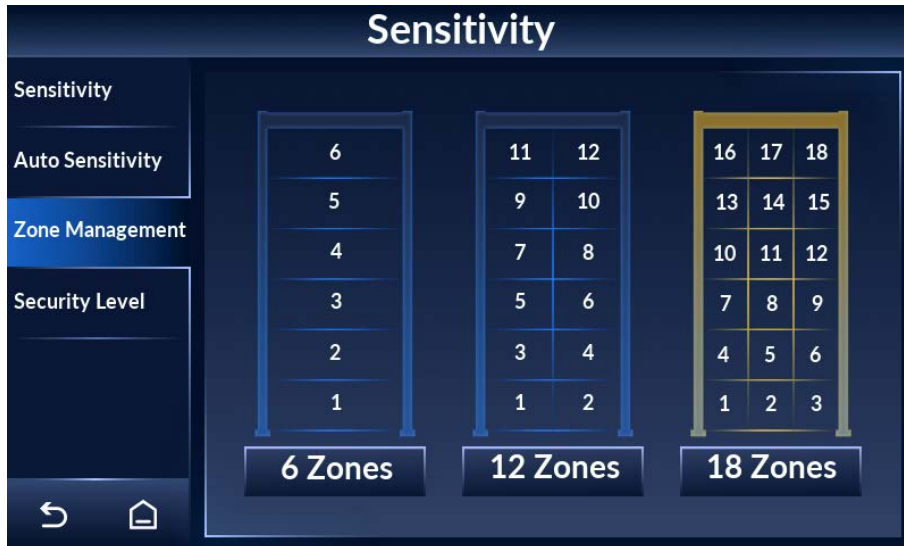 Sensitivity
Sensitivity
Auto Sensitivity
Zone Management
Security Level
6
5
4
3
2
1
6 Zones
11 12
9 10
7 8
5 6
3 4
1 2
12 Zones
16 17 18
13 14 15
10 11 12
7 8 9
4 5 6
1 2 3
18 Zones